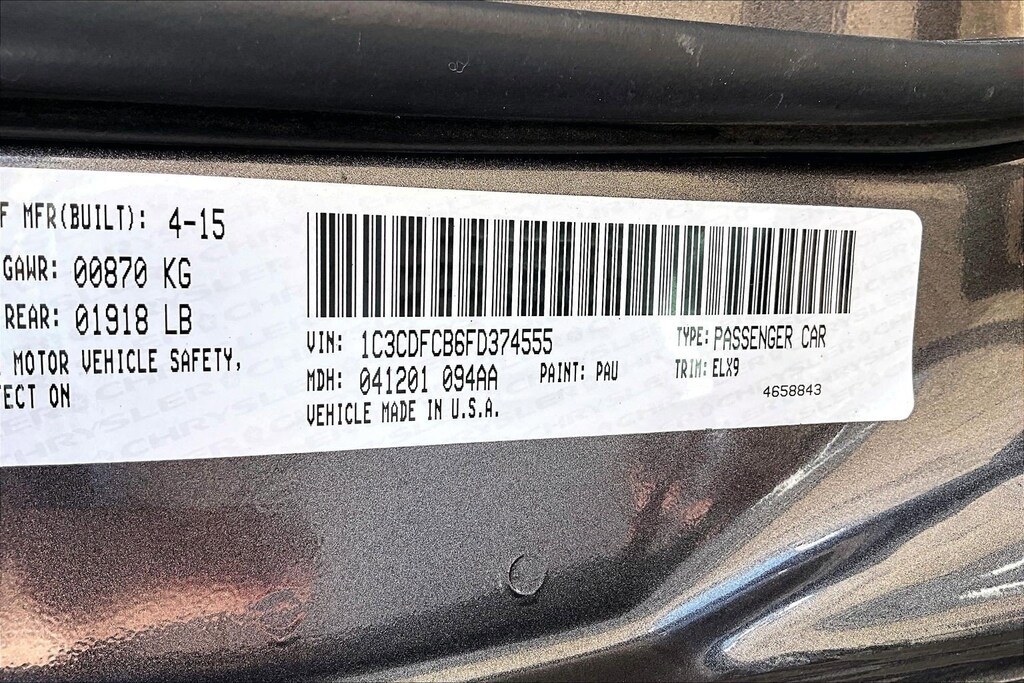 F MFR(BUILT): 4-15
GAWR: 00870 KG
REAR: 01918 LB
MOTOR VEHICLE SAFETY,
ECT ON
VIN: 1C3CDFCB6FD374555
TYPE: PASSENGER CAR
MDH: 041201 094AA PAINT: PAU
TRIM: ELX9
VEHICLE MADE IN U.S.A.
4658843